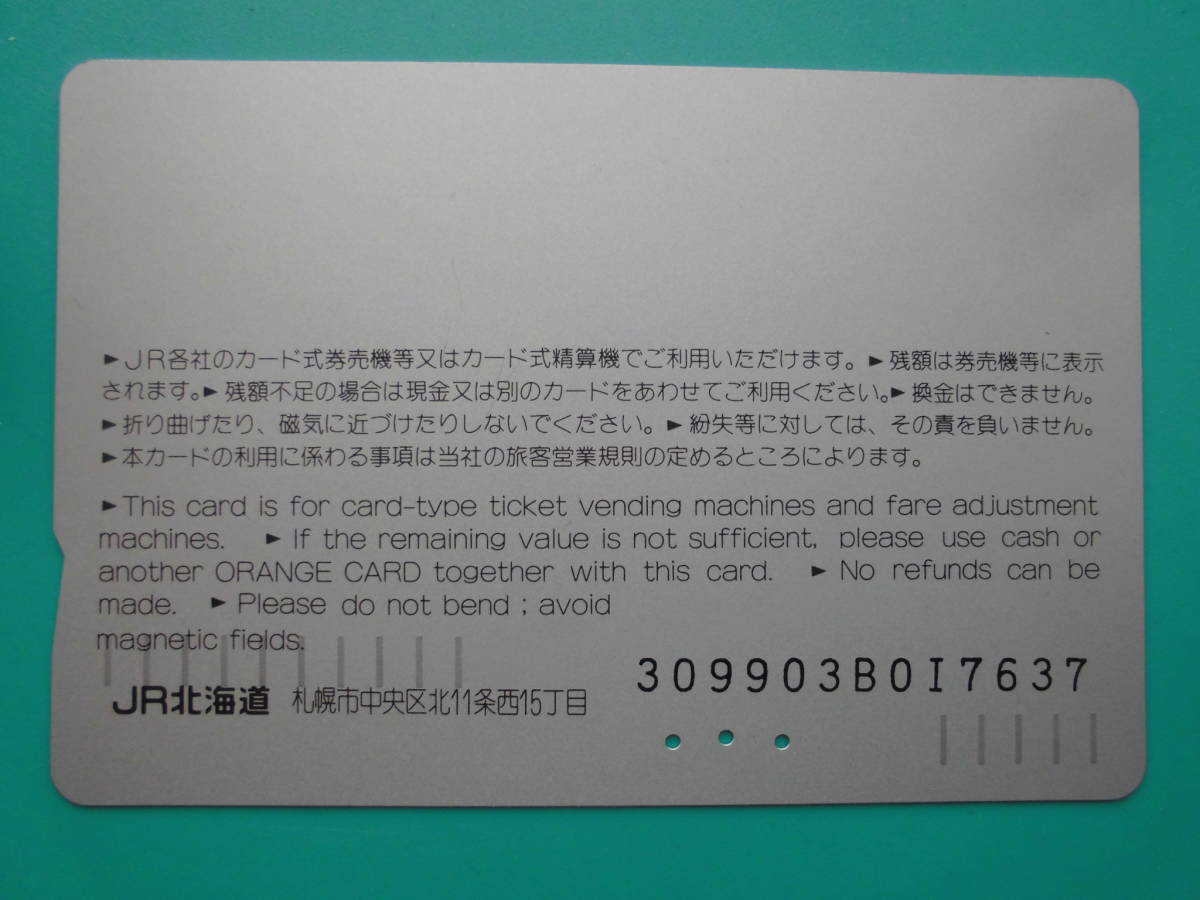 ►JR各社のカード式券売機等又はカード式精算機でご利用いただけます。►残額は券売機等に表示
されます。►残額不足の場合は現金又は別のカードをあわせてご利用ください。►換金はできません。
►折り曲げたり、磁気に近づけたりしないでください。►紛失等に対しては、その責を負いません。
►本カードの利用に係わる事項は当社の旅客営業規則の定めるところによります。
►This card is for card-type ticket vending machines and fare adjustment
machines. ►If the remaining value is not sufficient, please use cash or
another ORANGE CARD together with this card. ►No refunds can be
made. ►Please do not bend ; avoid
magnetic fields.
309903B0I7637
JR北海道 札幌市中央区北11条西15丁目